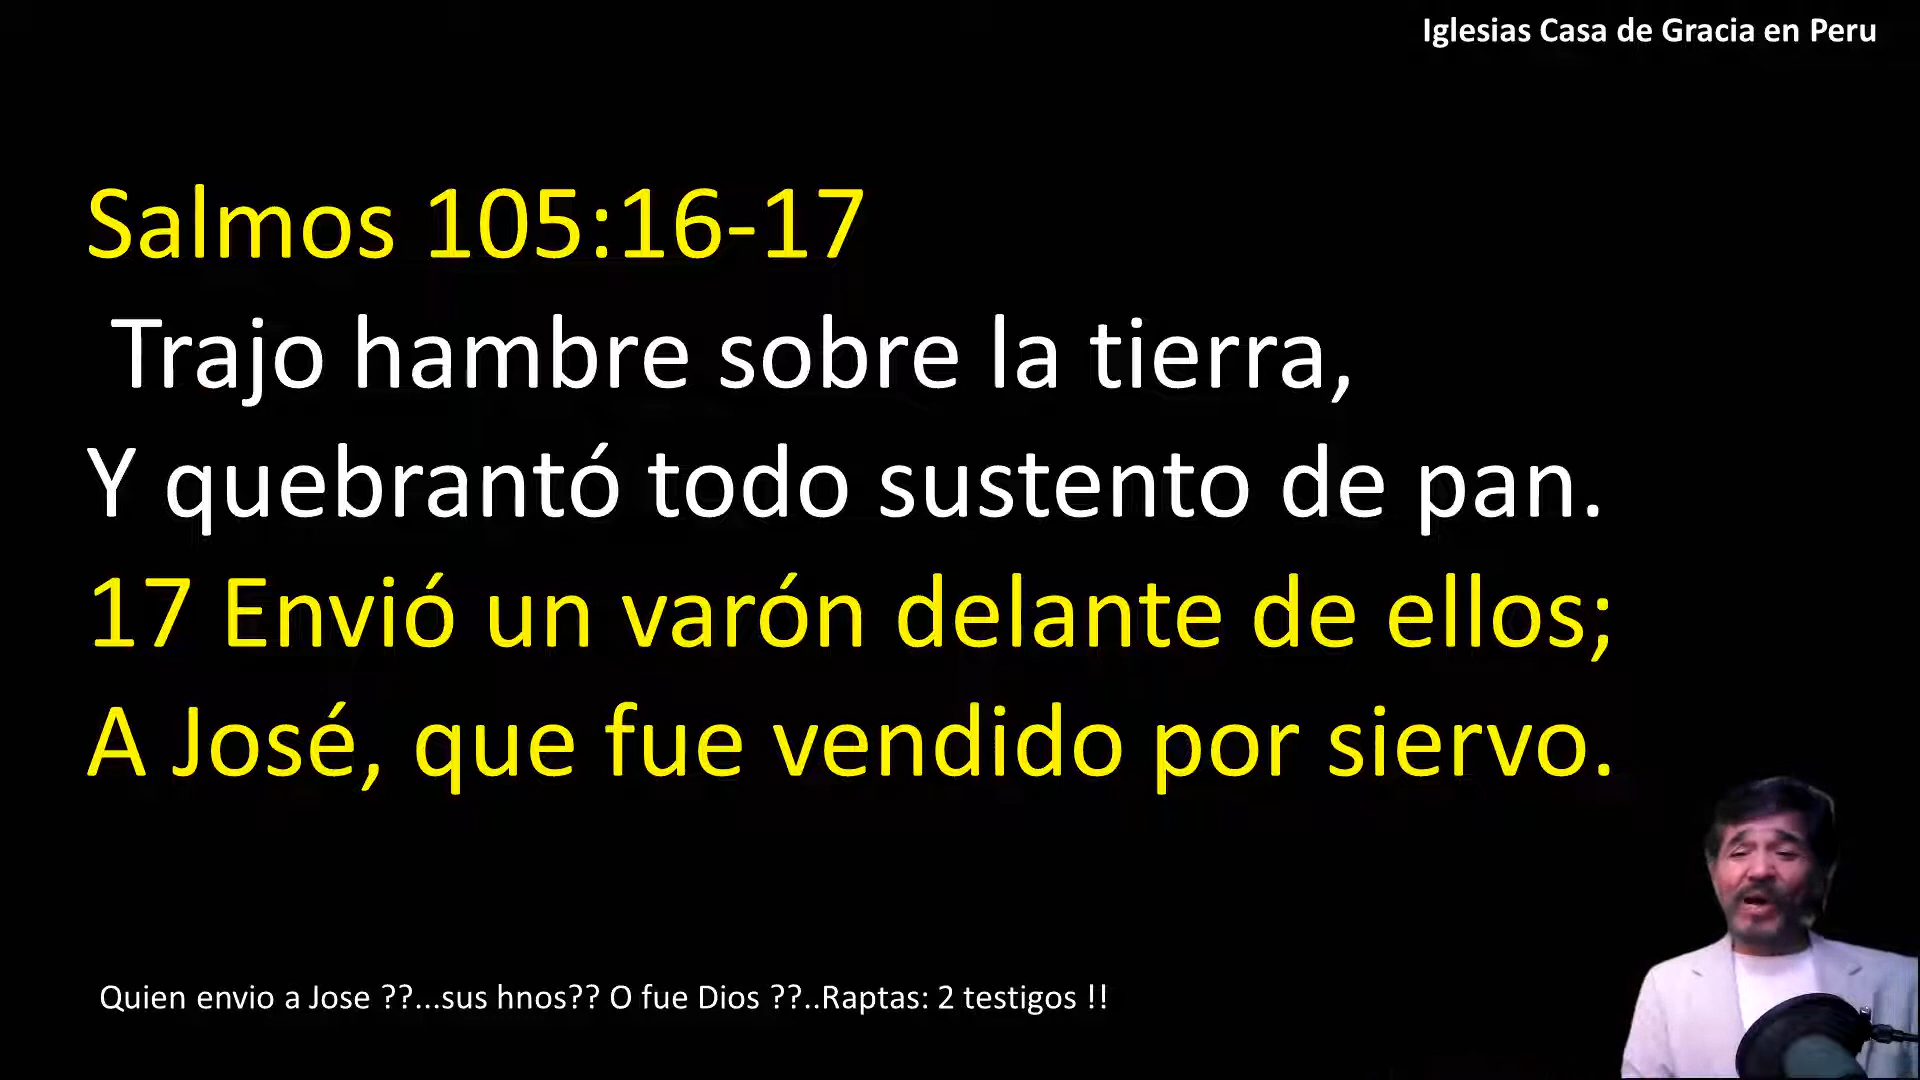 Iglesias Casa de Gracia en Peru
Salmos 105:16-17
Trajo hambre sobre la tierra,
Y quebrantó todo sustento de pan.
17 Envió un varón delante de ellos;
A José, que fue vendido por siervo.
Quien envio a Jose ??...sus hnos?? O fue Dios ??..Raptas: 2 testigos !!